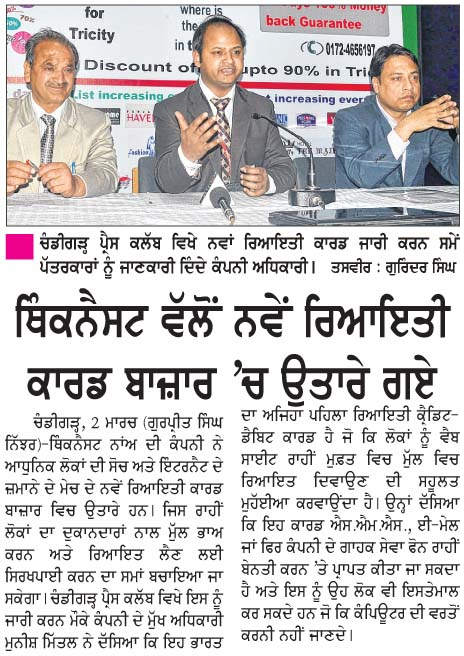 for
Tricity
where is
the
in t
100% Money
back Guarantee
0172-4656197
Discount of
upto 90% in Tri
List increasing
t increasing ever
ਚੰਡੀਗੜ੍ਹ ਪ੍ਰੈਸ ਕਲੱਬ ਵਿਖੇ ਨਵਾਂ ਰਿਆਇਤੀ ਕਾਰਡ ਜਾਰੀ ਕਰਨ ਸਮੇਂ
ਪੱਤਰਕਾਰਾਂ ਨੂੰ ਜਾਣਕਾਰੀ ਦਿੰਦੇ ਕੰਪਨੀ ਅਧਿਕਾਰੀ। ਤਸਵੀਰ : ਗੁਰਿੰਦਰ ਸਿੰਘ
ਥਿੰਕਨੈਸਟ ਵੱਲੋਂ ਨਵੇਂ ਰਿਆਇਤੀ
ਕਾਰਡ ਬਾਜ਼ਾਰ ’ਚ ਉਤਾਰੇ ਗਏ
ਚੰਡੀਗੜ੍ਹ, 2 ਮਾਰਚ (ਗੁਰਪ੍ਰੀਤ ਸਿੰਘ
ਨਿੱਝਰ)-ਥਿੰਕਨੈਸਟ ਨਾਂਅ ਦੀ ਕੰਪਨੀ ਨੇ
ਆਧੁਨਿਕ ਲੋਕਾਂ ਦੀ ਸੋਚ ਅਤੇ ਇੰਟਰਨੈਟ ਦੇ
ਜ਼ਮਾਨੇ ਦੇ ਮੇਚ ਦੇ ਨਵੇਂ ਰਿਆਇਤੀ ਕਾਰਡ
ਬਾਜ਼ਾਰ ਵਿਚ ਉਤਾਰੇ ਹਨ। ਜਿਸ ਰਾਹੀਂ
ਲੋਕਾਂ ਦਾ ਦੁਕਾਨਦਾਰਾਂ ਨਾਲ ਮੁੱਲ ਭਾਅ
ਕਰਨ ਅਤੇ ਰਿਆਇਤ ਲੈਣ ਲਈ
ਸਿਰਖਪਾਈ ਕਰਨ ਦਾ ਸਮਾਂ ਬਚਾਇਆ ਜਾ
ਸਕੇਗਾ। ਚੰਡੀਗੜ੍ਹ ਪ੍ਰੈਸ ਕਲੱਬ ਵਿਖੇ ਇਸ ਨੂੰ
ਜਾਰੀ ਕਰਨ ਮੌਕੇ ਕੰਪਨੀ ਦੇ ਮੁੱਖ ਅਧਿਕਾਰੀ
ਮੁਨੀਸ਼ ਮਿੱਤਲ ਨੇ ਦੱਸਿਆ ਕਿ ਇਹ ਭਾਰਤ
ਦਾ ਅਜਿਹਾ ਪਹਿਲਾ ਰਿਆਇਤੀ ਕ੍ਰੈਡਿਟ-
ਡੈਬਿਟ ਕਾਰਡ ਹੈ ਜੋ ਕਿ ਲੋਕਾਂ ਨੂੰ ਵੈਬ
ਸਾਈਟ ਰਾਹੀਂ ਮੁਫ਼ਤ ਵਿਚ ਮੁੱਲ ਵਿਚ
ਰਿਆਇਤ ਦਿਵਾਉਣ ਦੀ ਸਹੂਲਤ
ਮੁਹੱਈਆ ਕਰਵਾਉਂਦਾ ਹੈ। ਉਨ੍ਹਾਂ ਦੱਸਿਆ
ਕਿ ਇਹ ਕਾਰਡ ਐਸ.ਐਮ.ਐਸ., ਈ-ਮੇਲ
ਜਾਂ ਫਿਰ ਕੰਪਨੀ ਦੇ ਗਾਹਕ ਸੇਵਾ ਫੋਨ ਰਾਹੀਂ
ਬੇਨਤੀ ਕਰਨ ’ਤੇ ਪ੍ਰਾਪਤ ਕੀਤਾ ਜਾ ਸਕਦਾ
ਹੈ ਅਤੇ ਇਸ ਨੂੰ ਉਹ ਲੋਕ ਵੀ ਇਸਤੇਮਾਲ
ਕਰ ਸਕਦੇ ਹਨ ਜੋ ਕਿ ਕੰਪਿਊਟਰ ਦੀ ਵਰਤੋਂ
ਕਰਨੀ ਨਹੀਂ ਜਾਣਦੇ।